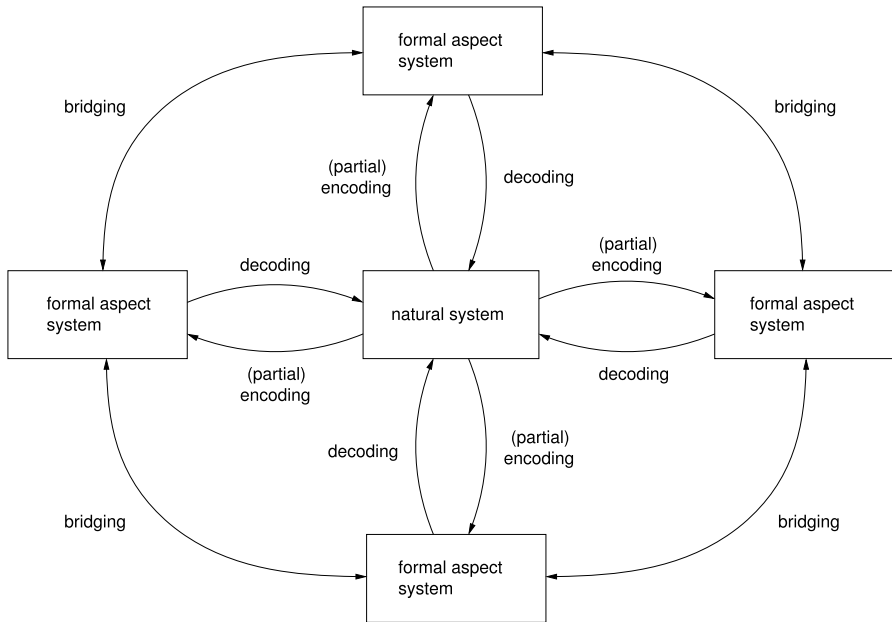 formal aspect
system
bridging
bridging
(partial)
encoding
decoding
(partial)
encoding
decoding
formal aspect
system
natural system
formal aspect
system
(partial)
encoding
decoding
decoding
(partial)
encoding
bridging
bridging
formal aspect
system